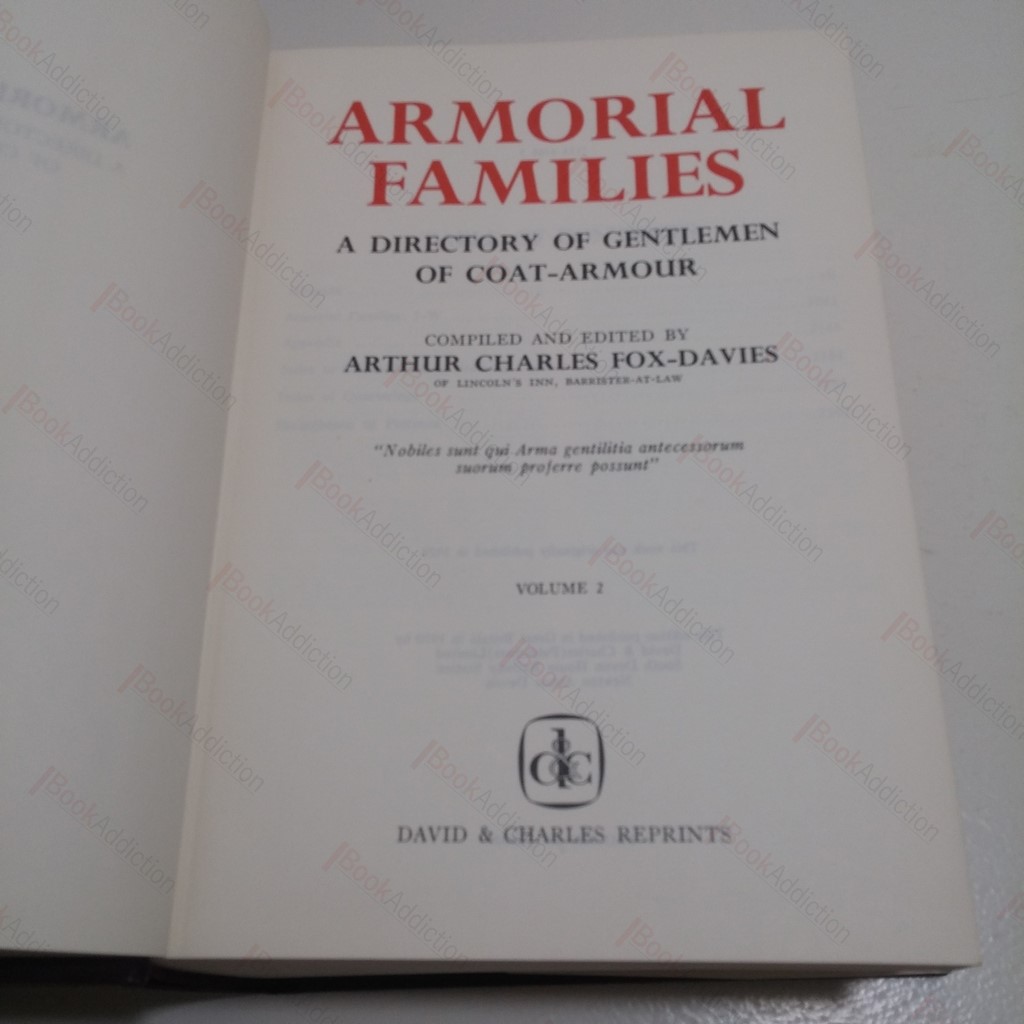 ARMORIAL
FAMILIES
A DIRECTORY OF GENTLEMEN
OF COAT-ARMOUR
COMPILED AND EDITED BY
ARTHUR CHARLES FOX-DAVIES
OF LINCOLN'S INN, BARRISTER-AT-LAW
"Nobiles sunt qui Arma gentilitia antecessorum
suorum proferre possunt"
VOLUME 2
d&c
DAVID & CHARLES REPRINTS
BookAddiction